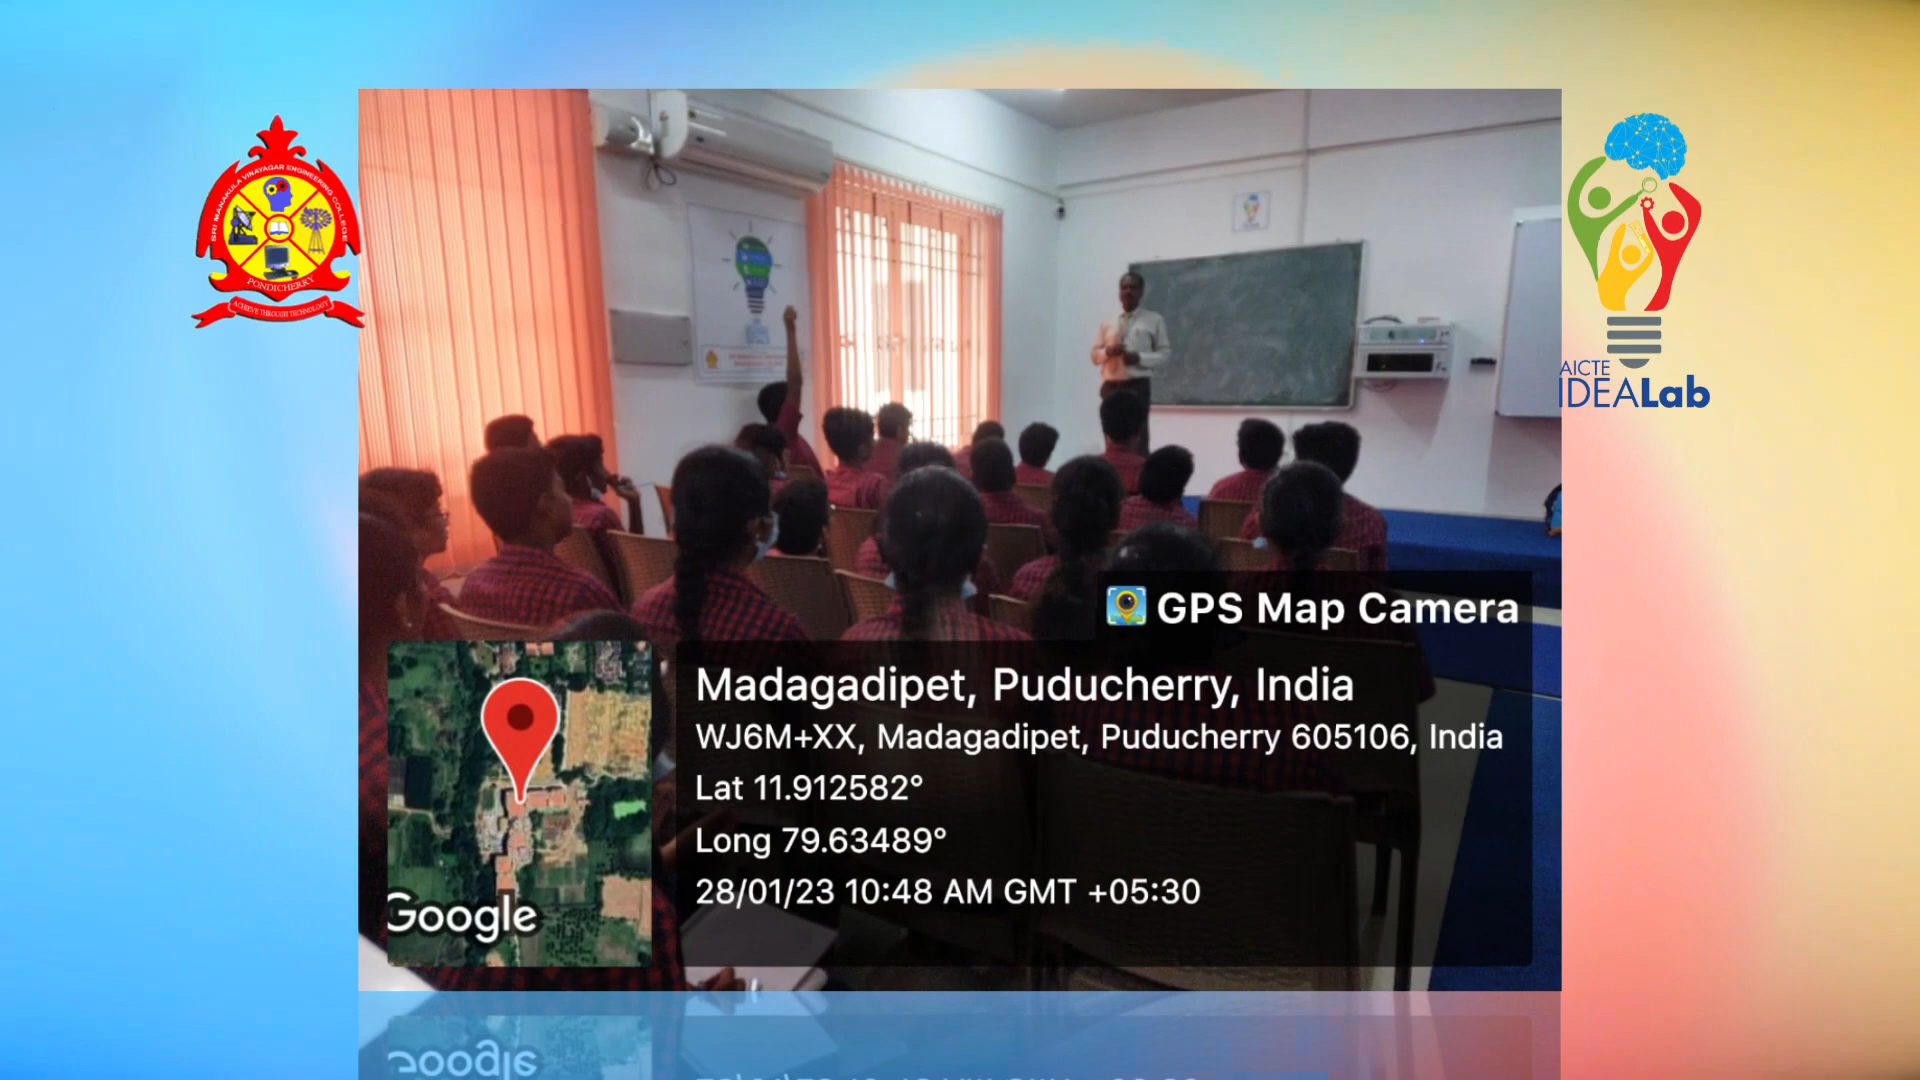 SRI MANAKULA VINAYAGAR ENGINEERING COLLEGE
PONDICHERRY
ACHIEVE THROUGH TECHNOLOGY
AICTE
IDEALab
GPS Map Camera
Madagadipet, Puducherry, India
WJ6M+XX, Madagadipet, Puducherry 605106, India
Lat 11.912582°
Long 79.63489°
28/01/23 10:48 AM GMT +05:30
Google